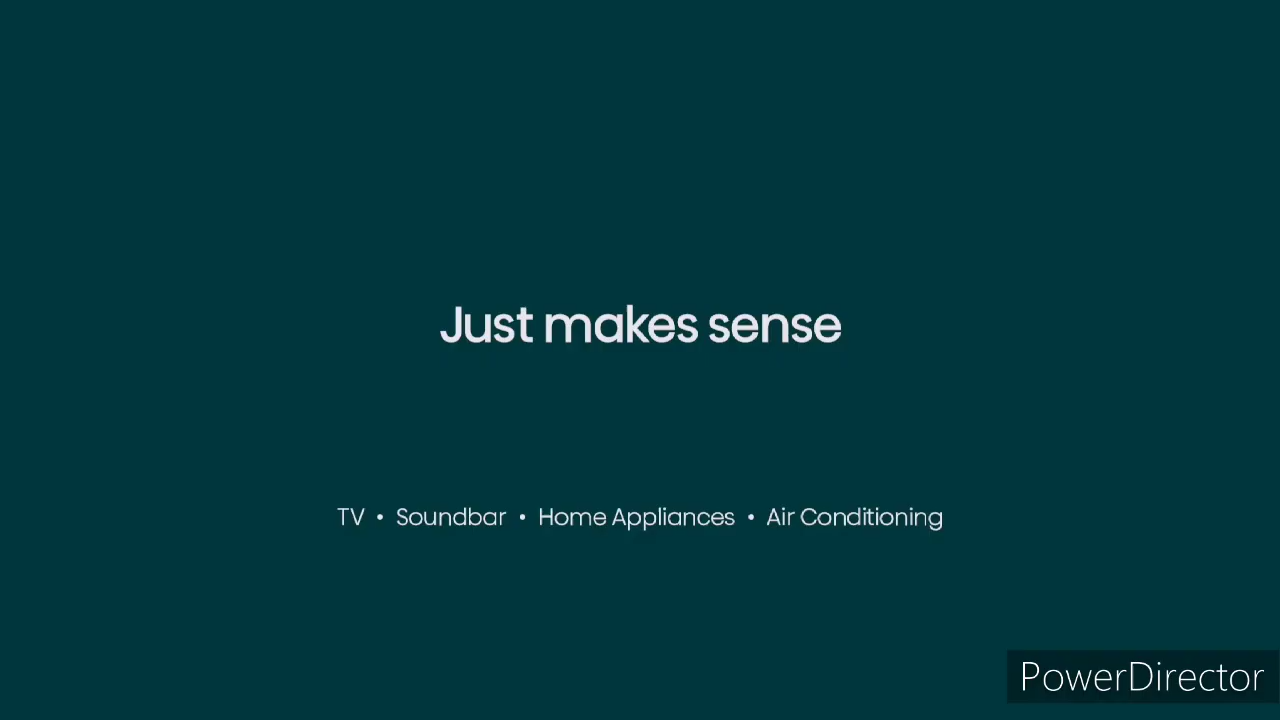 Just makes sense
TV • Soundbar • Home Appliances • Air Conditioning
PowerDirector